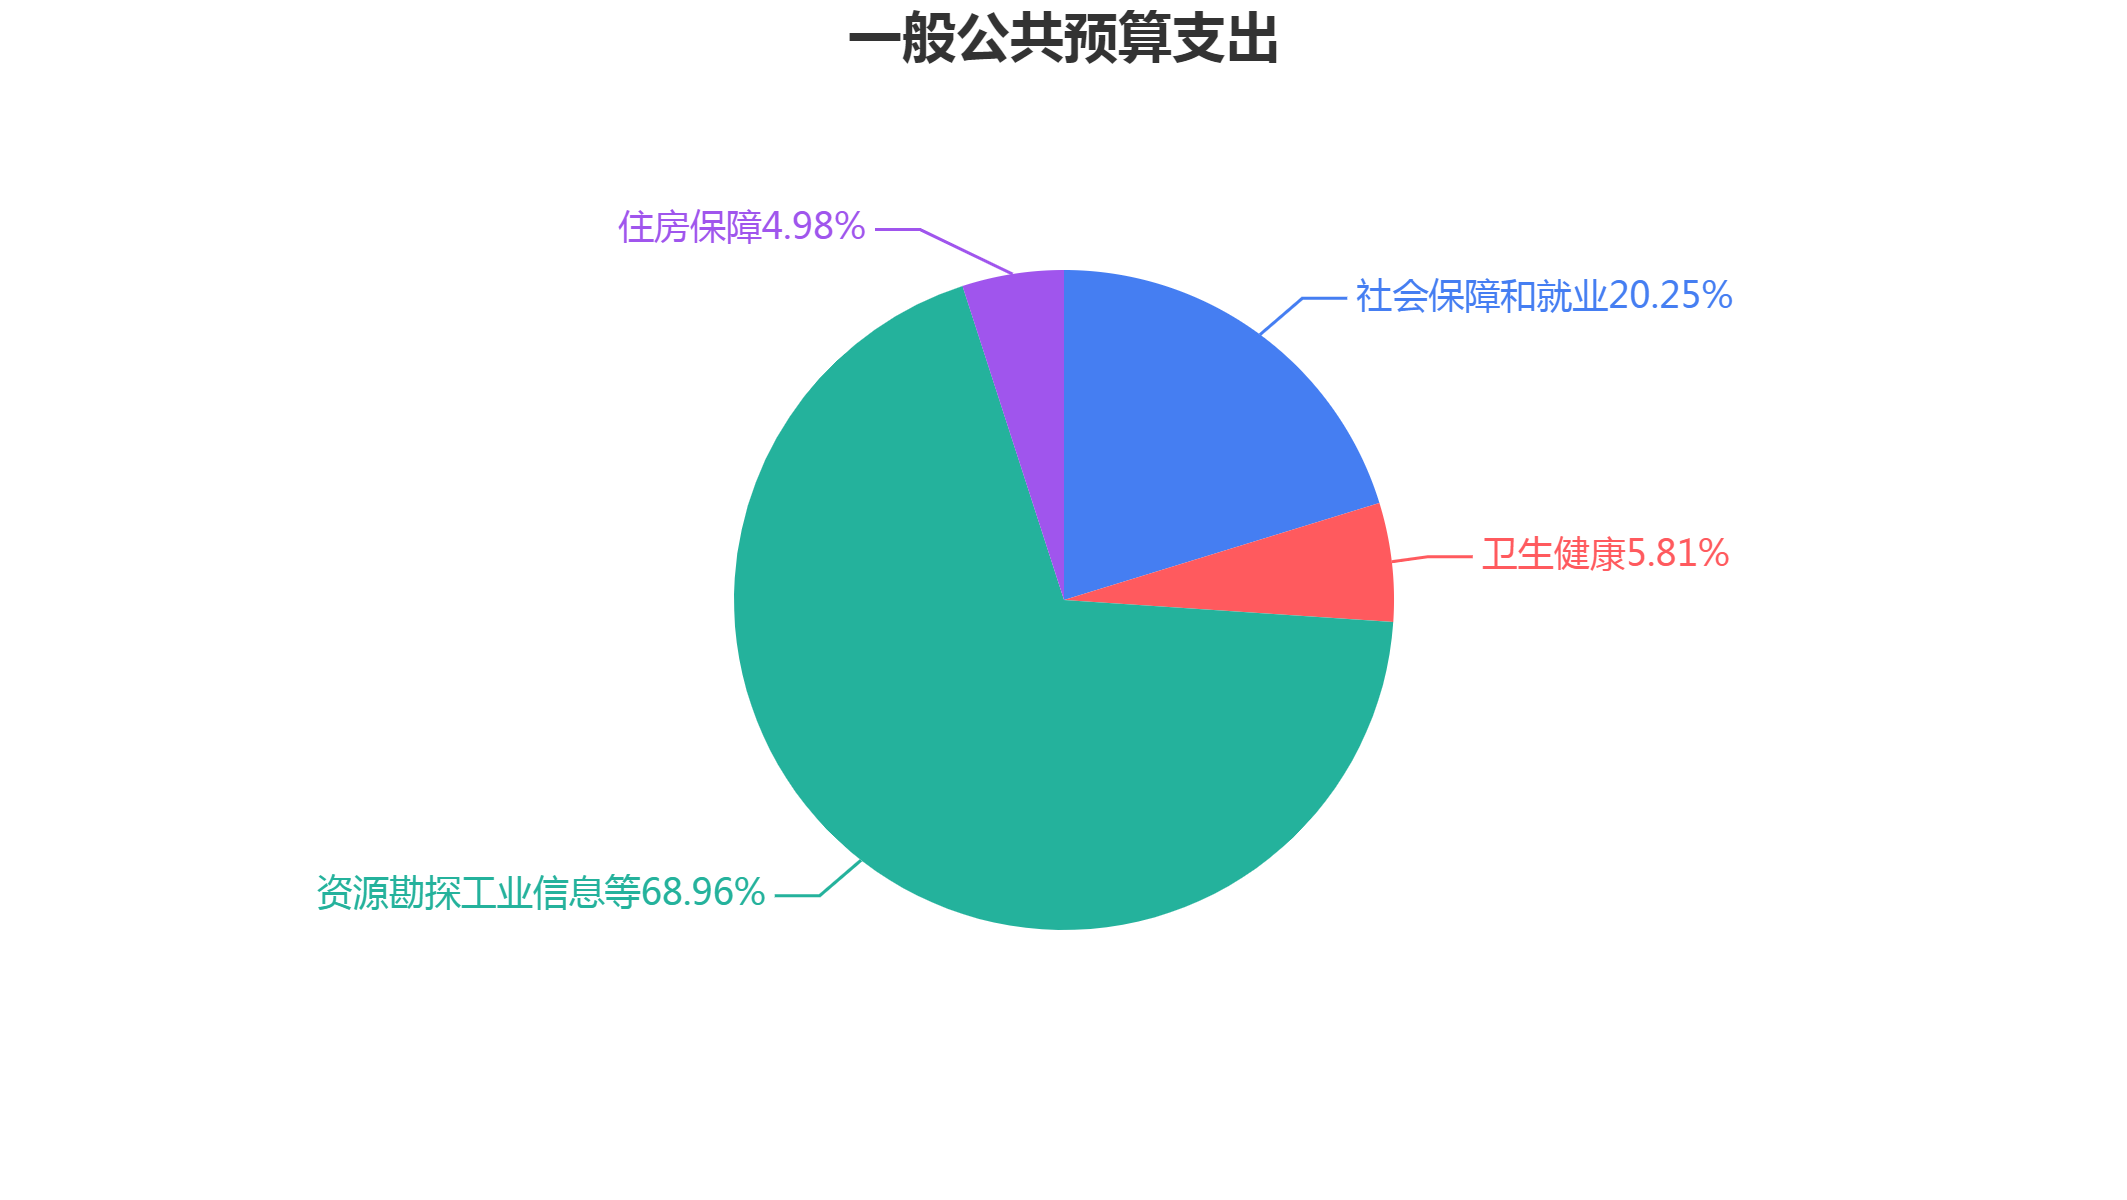 一般公共预算支出
住房保障4.98%
社会保障和就业20.25%
卫生健康5.81%
资源勘探工业信息等68.96%